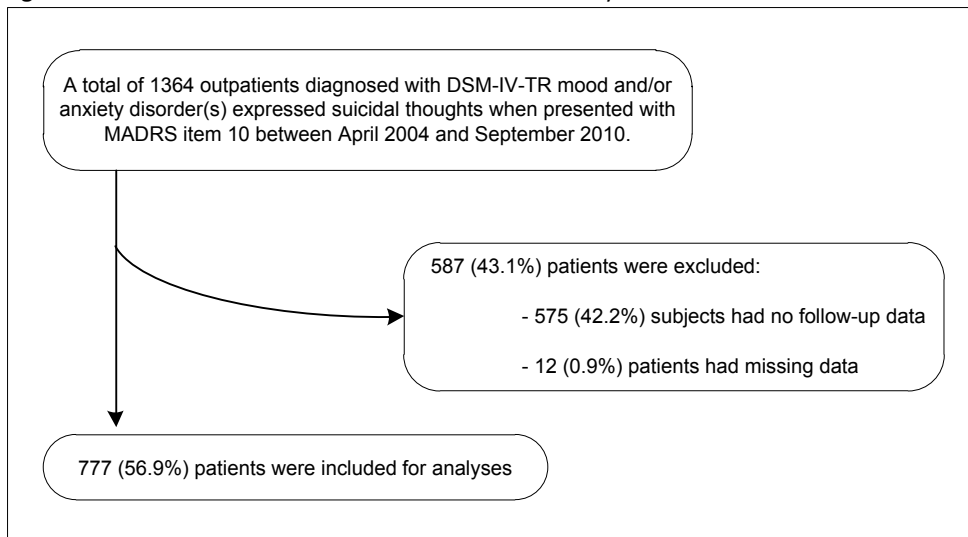 A total of 1364 outpatients diagnosed with DSM-IV-TR mood and/or
anxiety disorder(s) expressed suicidal thoughts when presented with
MADRS item 10 between April 2004 and September 2010.
587 (43.1%) patients were excluded:
- 575 (42.2%) subjects had no follow-up data
- 12 (0.9%) patients had missing data
777 (56.9%) patients were included for analyses